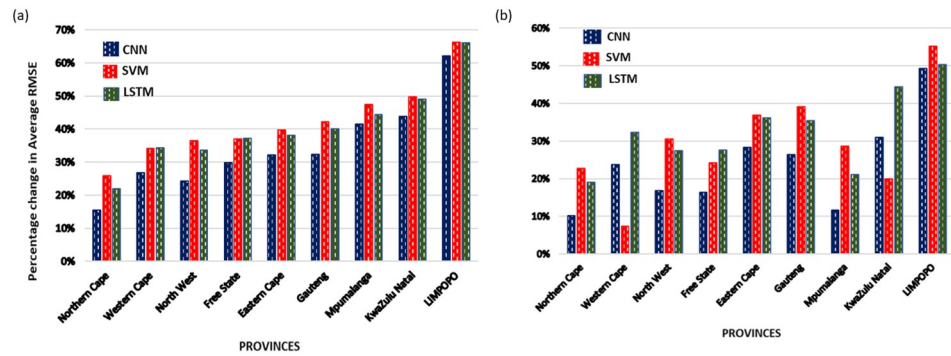 (a)
Percentage change in Average RMSE
70%
60%
50%
40%
30%
20%
10%
0%
CNN
SVM
LSTM
Northern Cape
Western Cape
North West
Free State
Eastern Cape
Gauteng
Mpumalanga
KwaZulu Natal
LIMPOPO
PROVINCES
(b)
60%
50%
40%
30%
20%
10%
0%
CNN
SVM
LSTM
Northern Cape
Western Cape
North West
Free State
Eastern Cape
Gauteng
Mpumalanga
KwaZulu Natal
LIMPOPO
PROVINCES